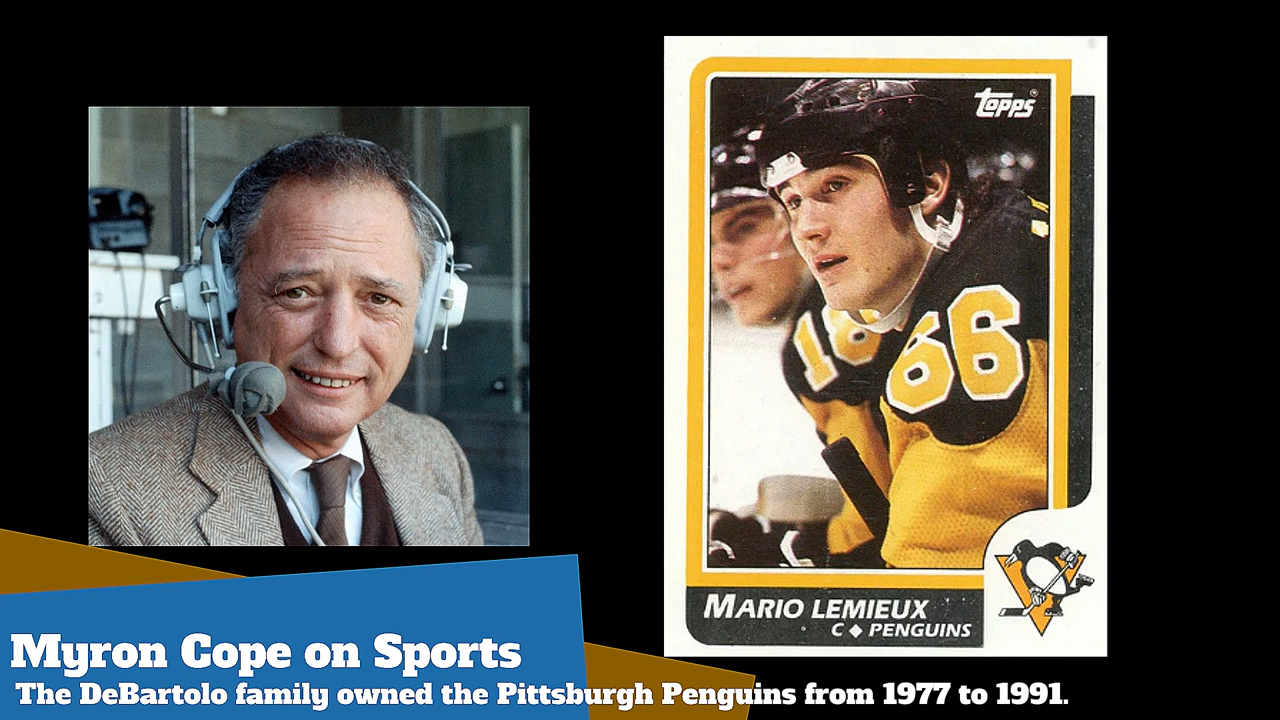 topps
18
66
MARIO LEMIEUX
C ◆ PENGUINS
Myron Cope on Sports
The DeBartolo family owned the Pittsburgh Penguins from 1977 to 1991.